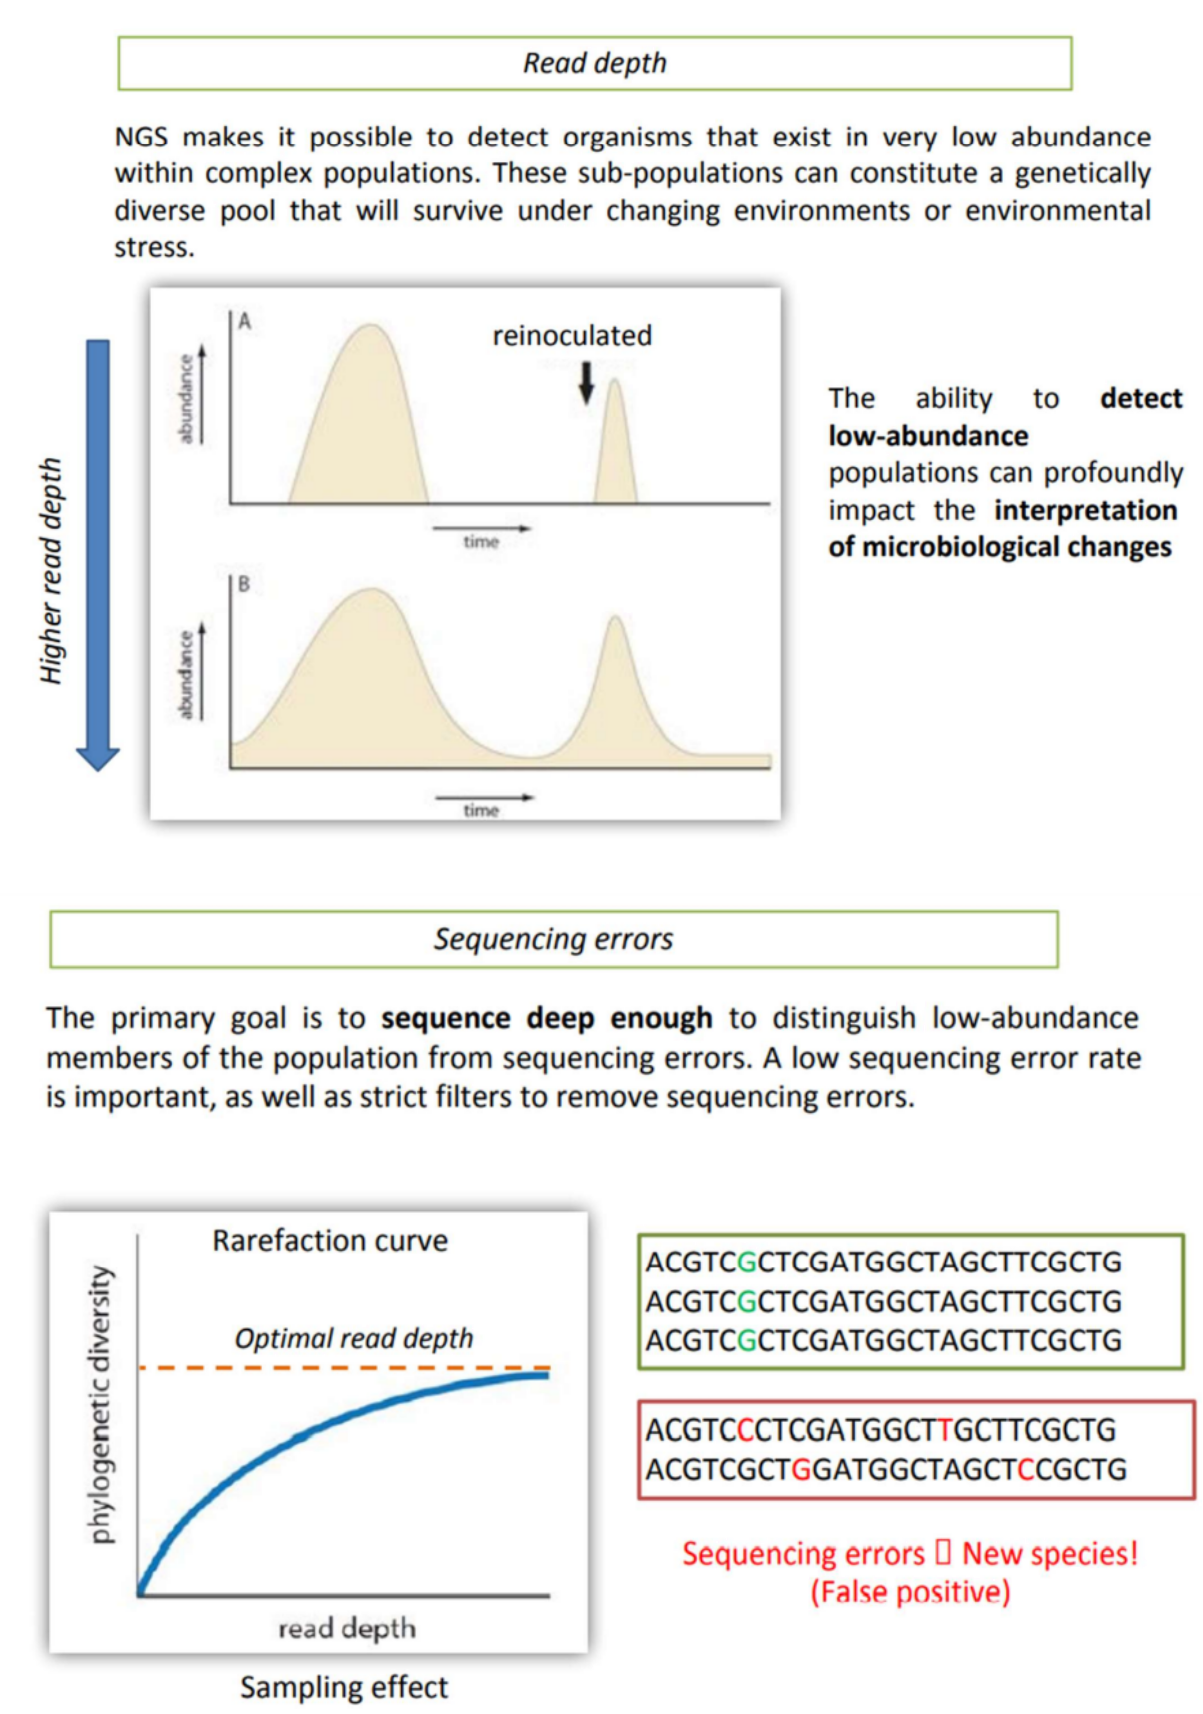 Read depth
NGS makes it possible to detect organisms that exist in very low abundance
within complex populations. These sub-populations can constitute a genetically
diverse pool that will survive under changing environments or environmental
stress.
Higher read depth
A
abundance
reinoculated
time
B
abundance
time
The ability to detect
low-abundance
populations can profoundly
impact the interpretation
of microbiological changes
Sequencing errors
The primary goal is to sequence deep enough to distinguish low-abundance
members of the population from sequencing errors. A low sequencing error rate
is important, as well as strict filters to remove sequencing errors.
Rarefaction curve
Optimal read depth
phylogenetic diversity
read depth
Sampling effect
ACGTCGCTCGATGGCTAGCTTCGCTG
ACGTCGCTCGATGGCTAGCTTCGCTG
ACGTCGCTCGATGGCTAGCTTCGCTG
ACGTCCCTCGATGGCTTGCTTCGCTG
ACGTCGCTGGATGGCTAGCTCCGCTG
Sequencing errors ▯ New species!
(False positive)